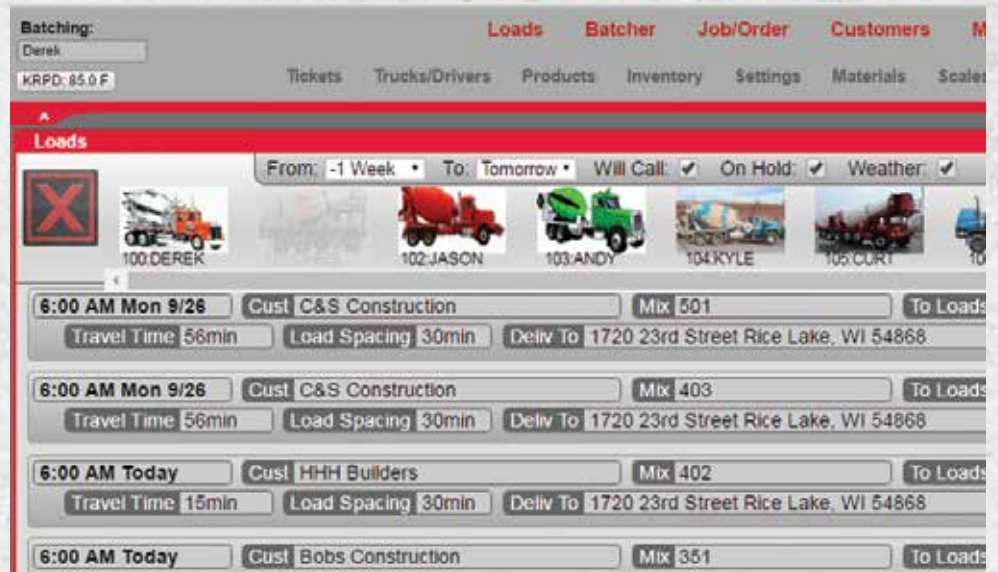 Batching:
Loads Batcher Job/Order Customers M
Derek
KRPD: 85.0 F
Tickets Trucks/Drivers Products Inventory Settings Materials Scales
Loads
From: -1 Week To: Tomorrow Will Call: On Hold: Weather:
X
100:DEREK 102:JASON 103:ANDY 104:KYLE 105:CURT 10
6:00 AM Mon 9/26 Cust C&S Construction Mix 501 To Loads
Travel Time 56min Load Spacing 30min Deliv To 1720 23rd Street Rice Lake, WI 54868
6:00 AM Mon 9/26 Cust C&S Construction Mix 403 To Loads
Travel Time 56min Load Spacing 30min Deliv To 1720 23rd Street Rice Lake, WI 54868
6:00 AM Today Cust HHH Builders Mix 402 To Loads
Travel Time 15min Load Spacing 30min Deliv To 1720 23rd Street Rice Lake, WI 54868
6:00 AM Today Cust Bobs Construction Mix 351 To Loads